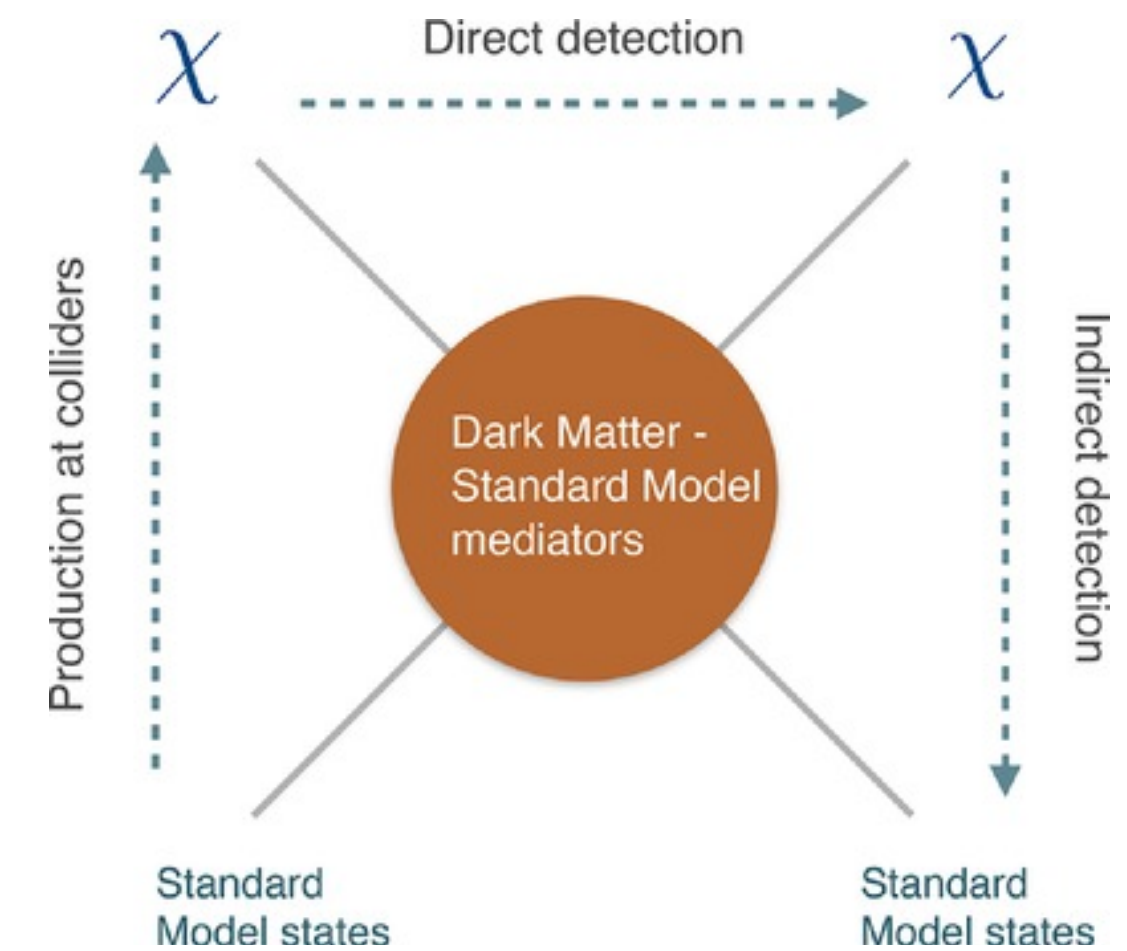 Direct detection
χ
χ
Production at colliders
Dark Matter -
Standard Model
mediators
Indirect detection
Standard
Model states
Standard
Model states